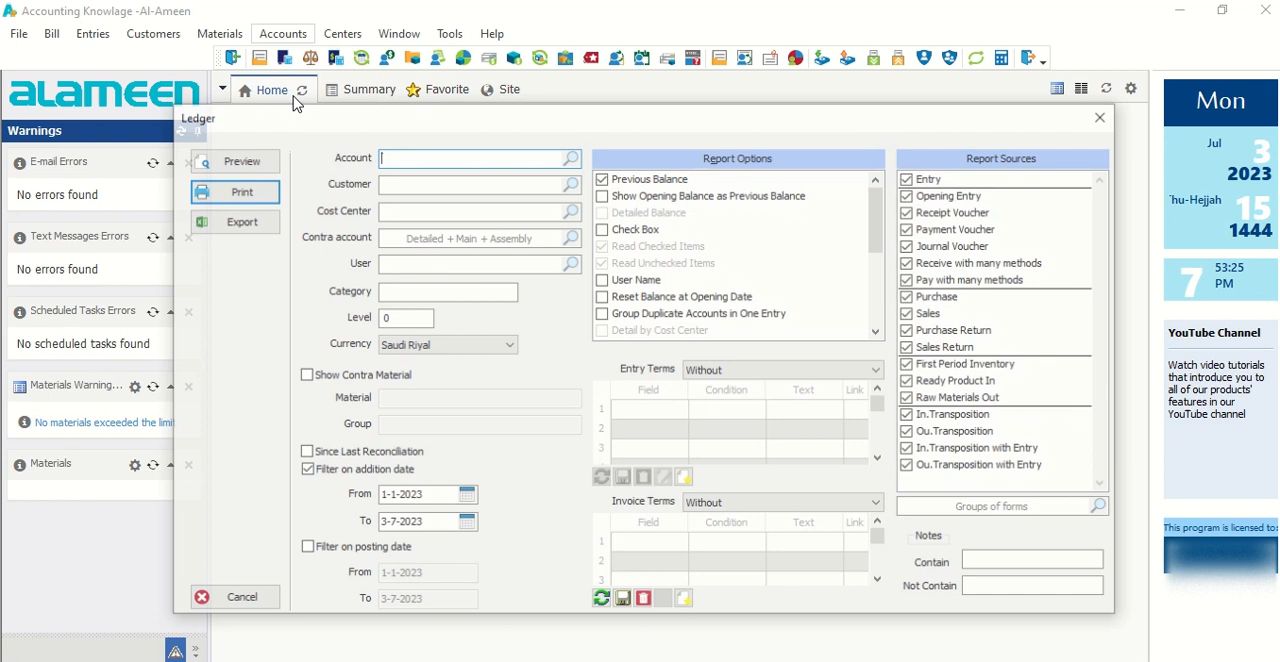 Accounting Knowlage -Al-Ameen
File Bill Entries Customers Materials Accounts Centers Window Tools Help
alameen
Home Summary Favorite Site
Warnings
E-mail Errors
No errors found
Text Messages Errors
No errors found
Scheduled Tasks Errors
No scheduled tasks found
Materials Warning...
No materials exceeded the limi
Materials
Ledger
Preview
Print
Export
Cancel
Account
Customer
Cost Center
Contra account Detailed + Main + Assembly
User
Category
Level 0
Currency Saudi Riyal
Show Contra Material
Material
Group
Since Last Reconciliation
Filter on addition date
From 1-1-2023
To 3-7-2023
Filter on posting date
From 1-1-2023
To 3-7-2023
Report Options
Previous Balance
Show Opening Balance as Previous Balance
Detailed Balance
Check Box
Read Checked Items
Read Unchecked Items
User Name
Reset Balance at Opening Date
Group Duplicate Accounts in One Entry
Detail by Cost Center
Entry Terms Without
Field Condition Text Link
1
2
3
Invoice Terms Without
Field Condition Text Link
1
2
3
Report Sources
Entry
Opening Entry
Receipt Voucher
Payment Voucher
Journal Voucher
Receive with many methods
Pay with many methods
Purchase
Sales
Purchase Return
Sales Return
First Period Inventory
Ready Product In
Raw Materials Out
In.Transposition
Ou.Transposition
In.Transposition with Entry
Ou.Transposition with Entry
Groups of forms
Notes
Contain
Not Contain
Mon
Jul 3
2023
'hu-Hejjah 15
1444
7 53:25
PM
YouTube Channel
Watch video tutorials
that introduce you to
all of our products'
features in our
YouTube channel
This program is licensed to: